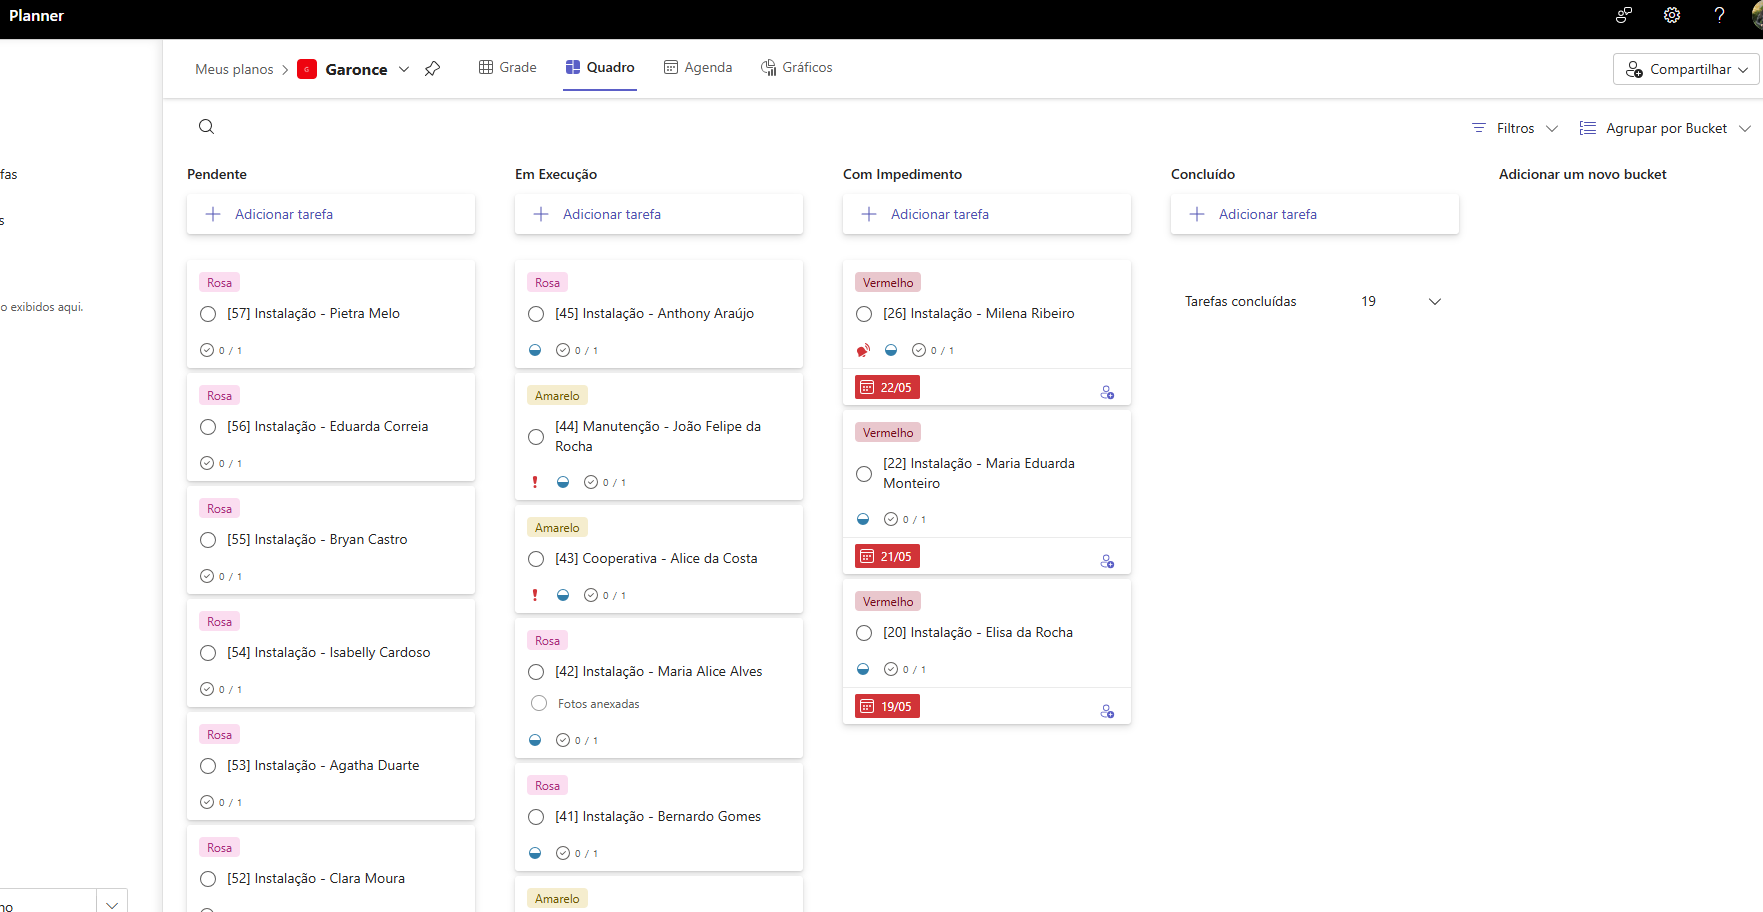 Planner
Meus planos
Garonce
Grade
Quadro
Agenda
Gráficos
Compartilhar
Filtros
Agrupar por Bucket
fas
s
o exibidos aqui.
no
Pendente
Adicionar tarefa
Rosa
[57] Instalação - Pietra Melo
0 / 1
Rosa
[56] Instalação - Eduarda Correia
0 / 1
Rosa
[55] Instalação - Bryan Castro
0 / 1
Rosa
[54] Instalação - Isabelly Cardoso
0 / 1
Rosa
[53] Instalação - Agatha Duarte
0 / 1
Rosa
[52] Instalação - Clara Moura
Em Execução
Adicionar tarefa
Rosa
[45] Instalação - Anthony Araújo
0 / 1
Amarelo
[44] Manutenção - João Felipe da
Rocha
0 / 1
Amarelo
[43] Cooperativa - Alice da Costa
0 / 1
Rosa
[42] Instalação - Maria Alice Alves
Fotos anexadas
0 / 1
Rosa
[41] Instalação - Bernardo Gomes
0 / 1
Amarelo
Com Impedimento
Adicionar tarefa
Vermelho
[26] Instalação - Milena Ribeiro
0 / 1
22/05
Vermelho
[22] Instalação - Maria Eduarda
Monteiro
0 / 1
21/05
Vermelho
[20] Instalação - Elisa da Rocha
0 / 1
19/05
Concluído
Adicionar tarefa
Tarefas concluídas 19
Adicionar um novo bucket